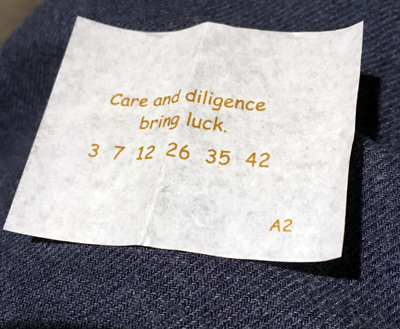 Care and diligence
bring luck.
3 7 12 26 35 42
A2